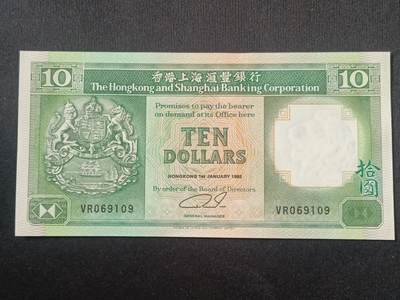 10 香港上海滙豐銀行 10
The Hongkong and Shanghai Banking Corporation
Promises to pay the bearer
on demand at its Office here
TEN
DOLLARS
拾圓
HONGKONG 1st JANUARY
By order of the Board of Directors
VR069109 VR069109
GENERAL MANAGER